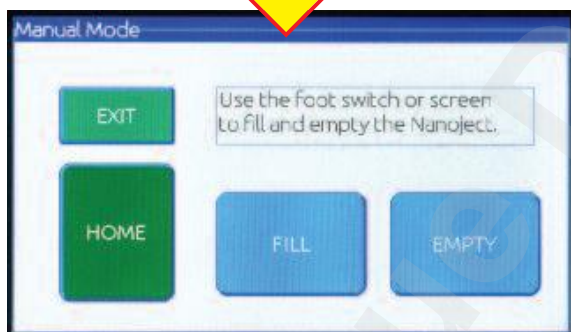 Manual Mode
EXIT
Use the foot switch or screen
to fill and empty the Nanoject.
HOME
FILL
EMPTY